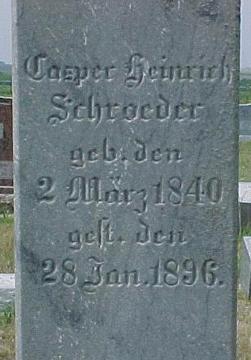 Casper Heinrich
Schroeder
geb. den
2 März 1840
gest. den
28 Jan. 1896.